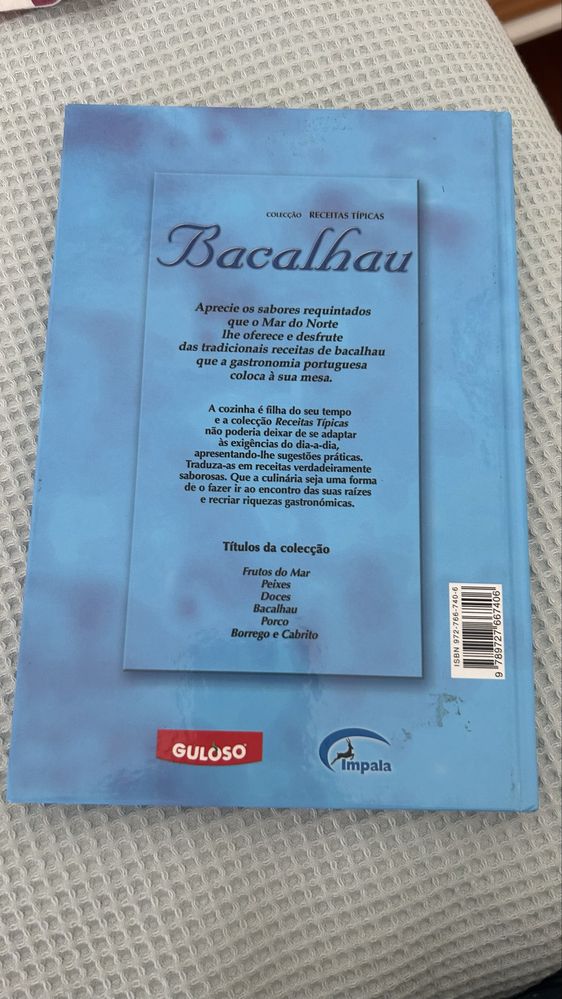 COLECÇÃO RECEITAS TÍPICAS
Bacalhau
Aprecie os sabores requintados
que o Mar do Norte
lhe oferece e desfrute
das tradicionais receitas de bacalhau
que a gastronomia portuguesa
coloca à sua mesa.
A cozinha é filha do seu tempo
e a colecção Receitas Típicas
não poderia deixar de se adaptar
às exigências do dia-a-dia,
apresentando-lhe sugestões práticas.
Traduza-as em receitas verdadeiramente
saborosas. Que a culinária seja uma forma
de o fazer ir ao encontro das suas raízes
e recriar riquezas gastronómicas.
Títulos da colecção
Frutos do Mar
Peixes
Doces
Bacalhau
Porco
Borrego e Cabrito
ISBN 972-766-740-6
9 789727 667406
GULOSO
Impala